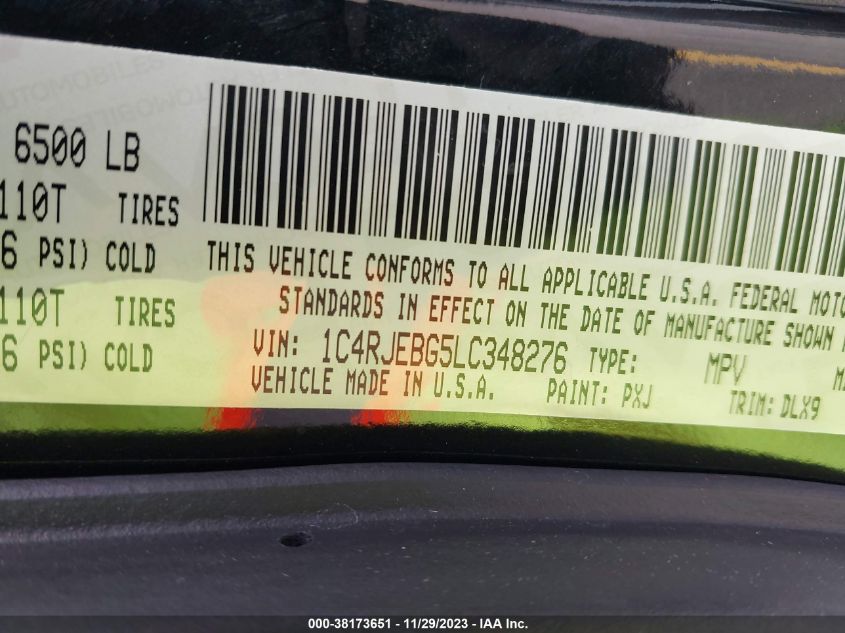 6500 LB
110T TIRES
6 PSI) COLD
110T TIRES
6 PSI) COLD
THIS VEHICLE CONFORMS TO ALL APPLICABLE U.S.A. FEDERAL MOTO
STANDARDS IN EFFECT ON THE DATE OF MANUFACTURE SHOWN
VIN: 1C4RJEBG5LC348276 TYPE: MPV
VEHICLE MADE IN U.S.A. PAINT: PXJ TRIM: DLX9
000-38173651 — 11/29/2023 — IAA Inc.